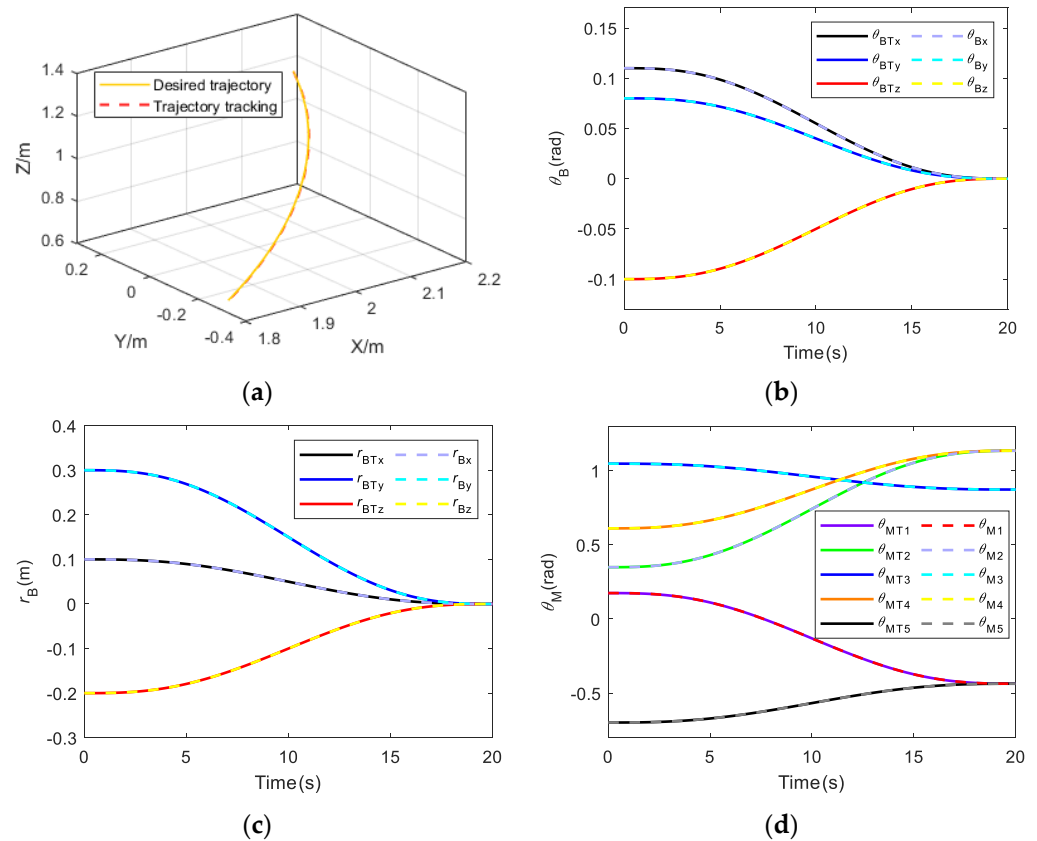 Desired trajectory
Trajectory tracking
1.4
1.2
1
0.8
0.6
Z/m
0.2
0
-0.2
-0.4
Y/m
1.8
1.9
2
2.1
2.2
X/m
(a)
θBTx θBx
θBTy θBy
θBTz θBz
0.15
0.1
0.05
0
-0.05
-0.1
θB(rad)
0 5 10 15 20
Time(s)
(b)
rBTx rBx
rBTy rBy
rBTz rBz
0.4
0.3
0.2
0.1
0
-0.1
-0.2
-0.3
rB(m)
0 5 10 15 20
Time(s)
(c)
θMT1 θM1
θMT2 θM2
θMT3 θM3
θMT4 θM4
θMT5 θM5
1
0.5
0
-0.5
θM(rad)
0 5 10 15 20
Time(s)
(d)